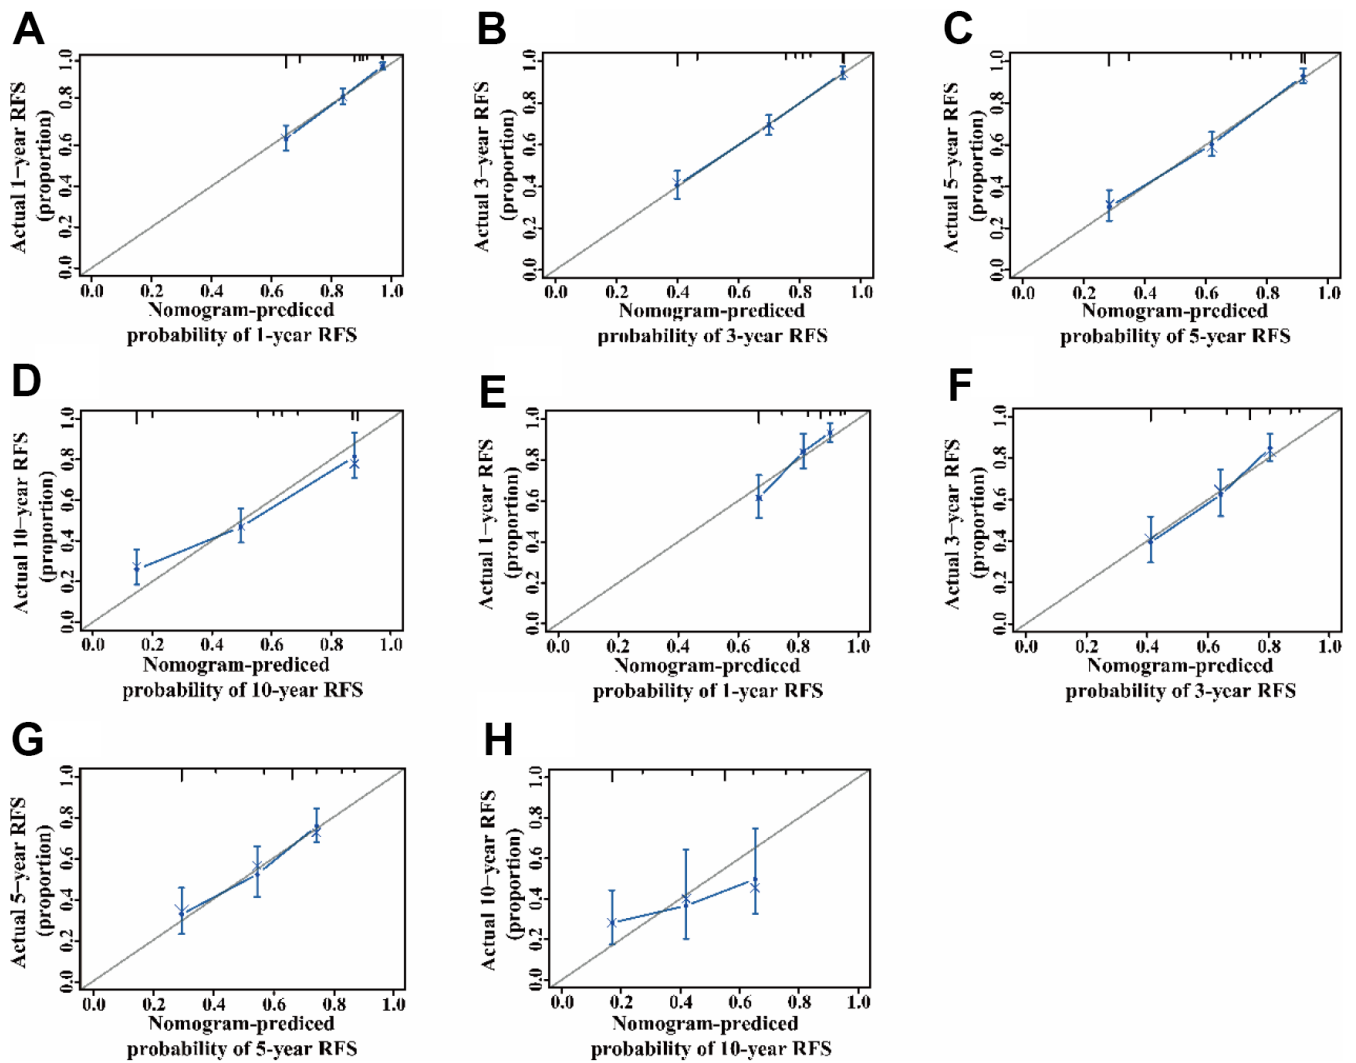 A
Actual 1−year RFS
(proportion)
0.0 0.2 0.4 0.6 0.8 1.0
0.0 0.2 0.4 0.6 0.8 1.0
Nomogram-prediced
probability of 1-year RFS
B
Actual 3−year RFS
(proportion)
0.0 0.2 0.4 0.6 0.8 1.0
0.0 0.2 0.4 0.6 0.8 1.0
Nomogram-prediced
probability of 3-year RFS
C
Actual 5−year RFS
(proportion)
0.0 0.2 0.4 0.6 0.8 1.0
0.0 0.2 0.4 0.6 0.8 1.0
Nomogram-prediced
probability of 5-year RFS
D
Actual 10−year RFS
(proportion)
0.0 0.2 0.4 0.6 0.8 1.0
0.0 0.2 0.4 0.6 0.8 1.0
Nomogram-prediced
probability of 10-year RFS
E
Actual 1−year RFS
(proportion)
0.0 0.2 0.4 0.6 0.8 1.0
0.0 0.2 0.4 0.6 0.8 1.0
Nomogram-prediced
probability of 1-year RFS
F
Actual 3−year RFS
(proportion)
0.0 0.2 0.4 0.6 0.8 1.0
0.0 0.2 0.4 0.6 0.8 1.0
Nomogram-prediced
probability of 3-year RFS
G
Actual 5−year RFS
(proportion)
0.0 0.2 0.4 0.6 0.8 1.0
0.0 0.2 0.4 0.6 0.8 1.0
Nomogram-prediced
probability of 5-year RFS
H
Actual 10−year RFS
(proportion)
0.0 0.2 0.4 0.6 0.8 1.0
0.0 0.2 0.4 0.6 0.8 1.0
Nomogram-prediced
probability of 10-year RFS